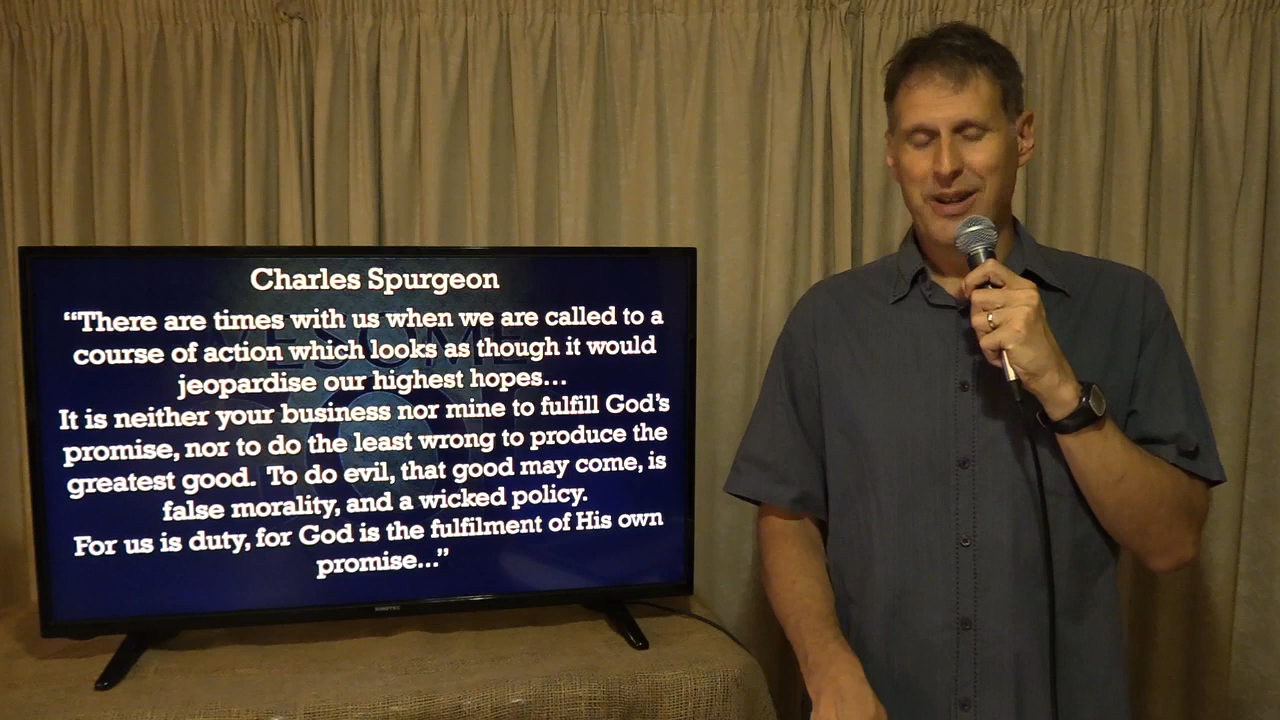 Charles Spurgeon
“There are times with us when we are called to a
course of action which looks as though it would
jeopardise our highest hopes…
It is neither your business nor mine to fulfill God’s
promise, nor to do the least wrong to produce the
greatest good.  To do evil, that good may come, is
false morality, and a wicked policy.
For us is duty, for God is the fulfilment of His own
promise…”